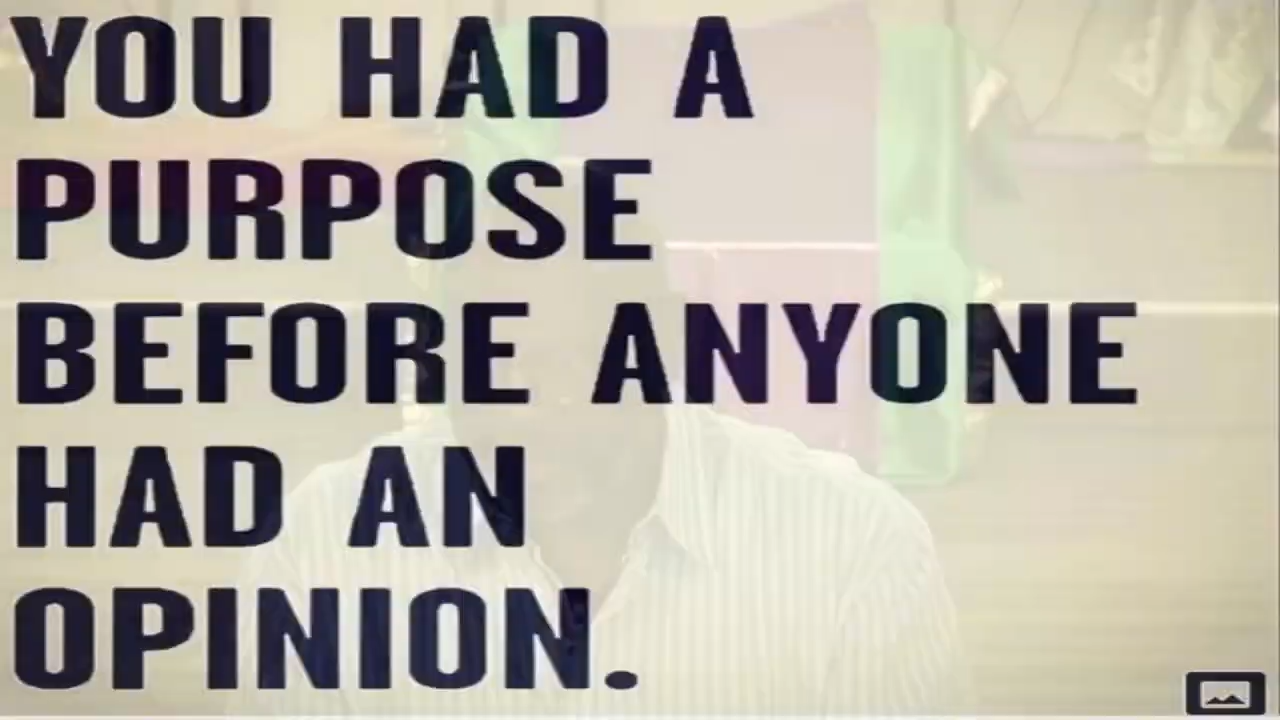 YOU HAD A
PURPOSE
BEFORE ANYONE
HAD AN
OPINION.